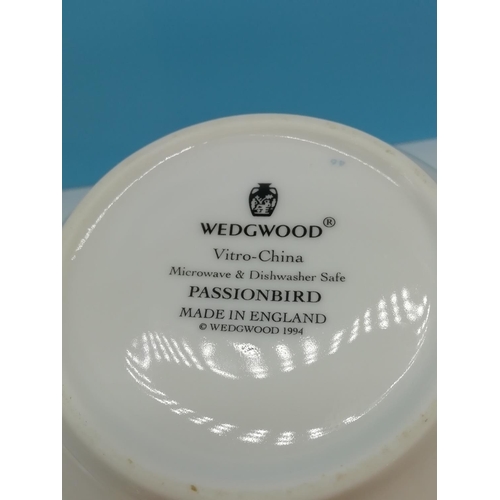 WEDGWOOD®
Vitro-China
Microwave & Dishwasher Safe
PASSIONBIRD
MADE IN ENGLAND
© WEDGWOOD 1994